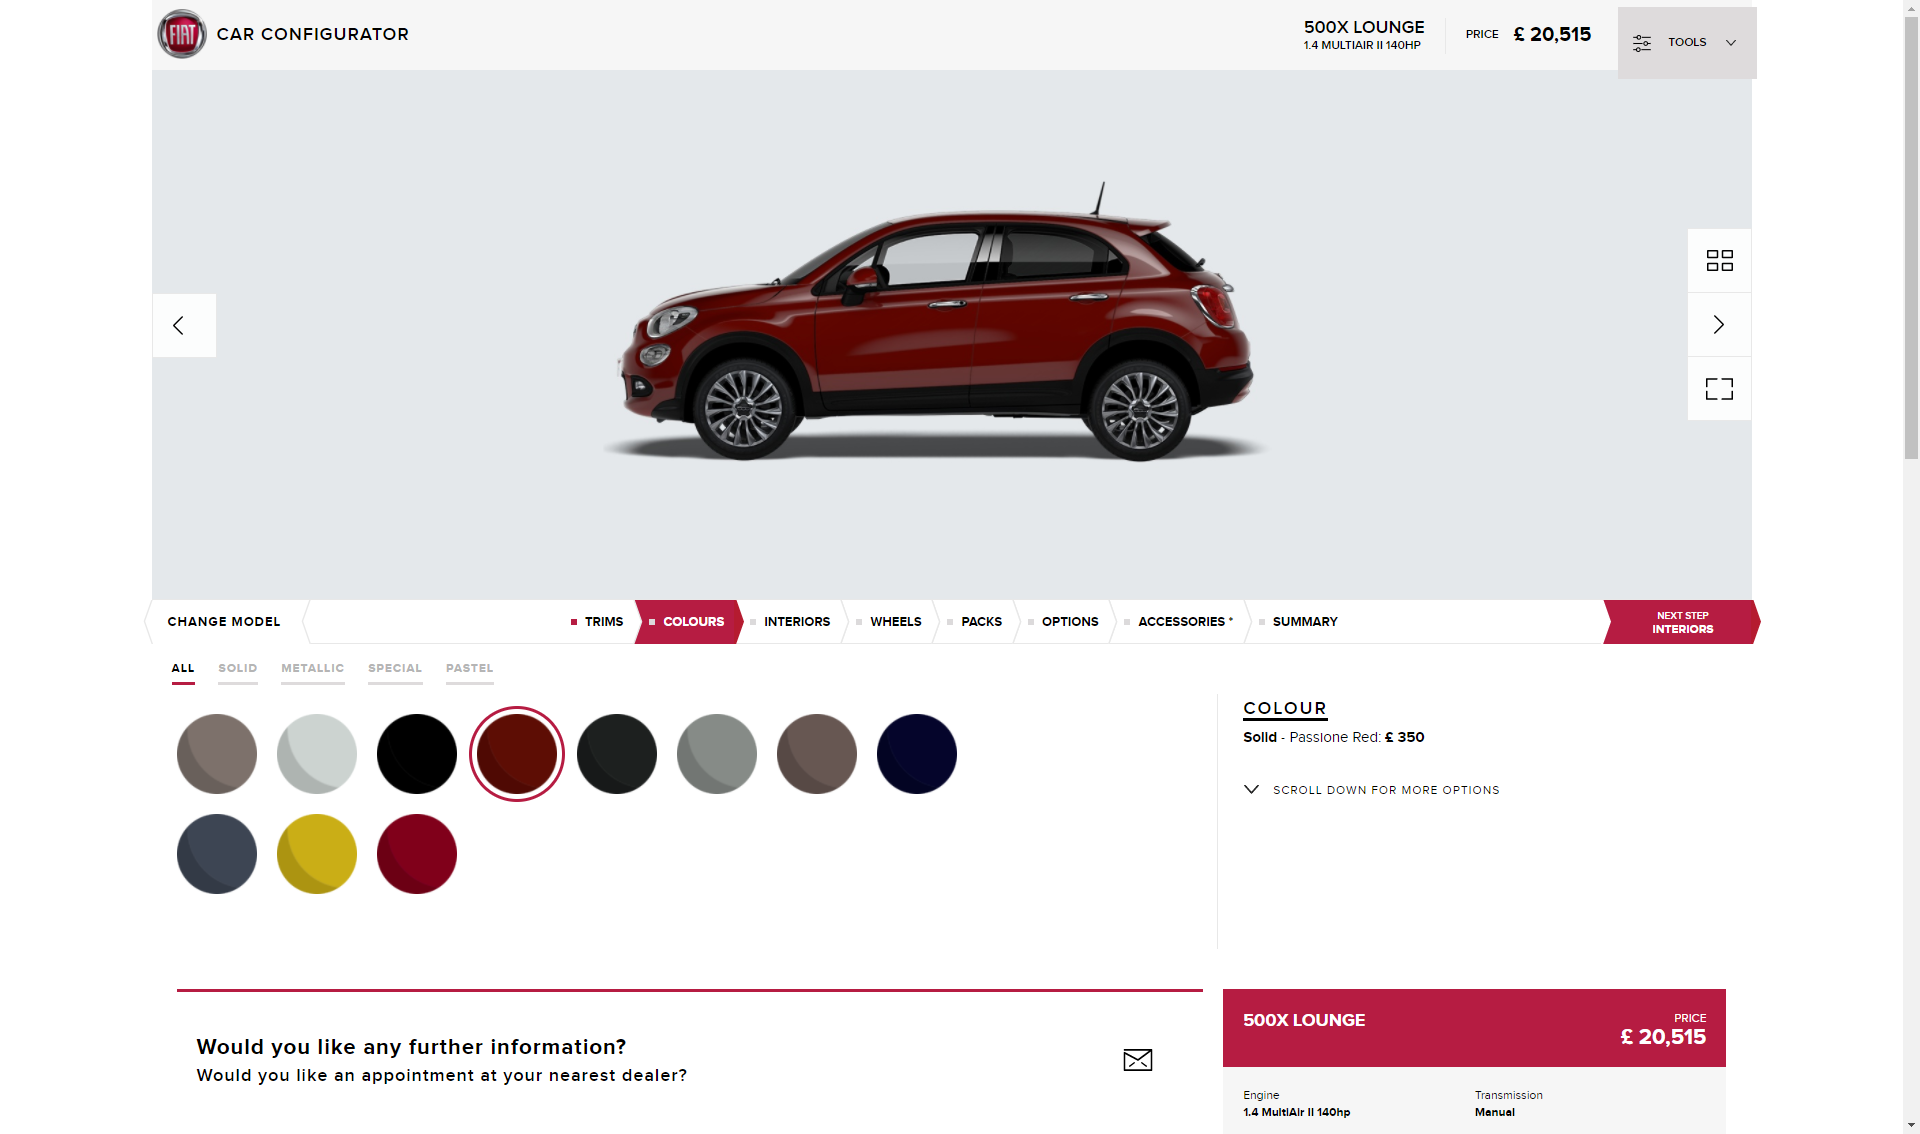 FIAT
CAR CONFIGURATOR
500X LOUNGE
1.4 MULTIAIR II 140HP
PRICE £ 20,515
TOOLS
CHANGE MODEL
TRIMS
COLOURS
INTERIORS
WHEELS
PACKS
OPTIONS
ACCESSORIES *
SUMMARY
NEXT STEP
INTERIORS
ALL SOLID METALLIC SPECIAL PASTEL
COLOUR
Solid - Passione Red: £ 350
SCROLL DOWN FOR MORE OPTIONS
Would you like any further information?
Would you like an appointment at your nearest dealer?
500X LOUNGE
PRICE
£ 20,515
Engine
1.4 MultiAir II 140hp
Transmission
Manual